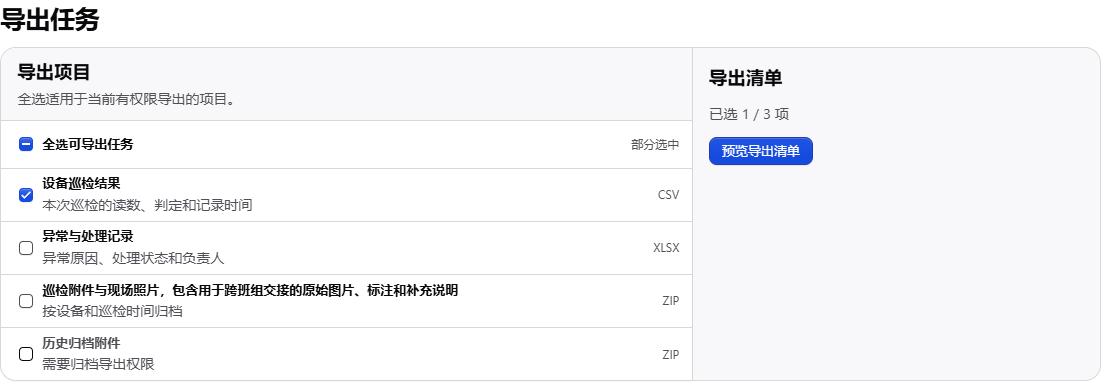 导出任务
导出项目
全选适用于当前有权限导出的项目。
全选可导出任务
部分选中
设备巡检结果
本次巡检的读数、判定和记录时间
CSV
异常与处理记录
异常原因、处理状态和负责人
XLSX
巡检附件与现场照片，包含用于跨班组交接的原始图片、标注和补充说明
按设备和巡检时间归档
ZIP
历史归档附件
需要归档导出权限
ZIP
导出清单
已选 1 / 3 项
预览导出清单